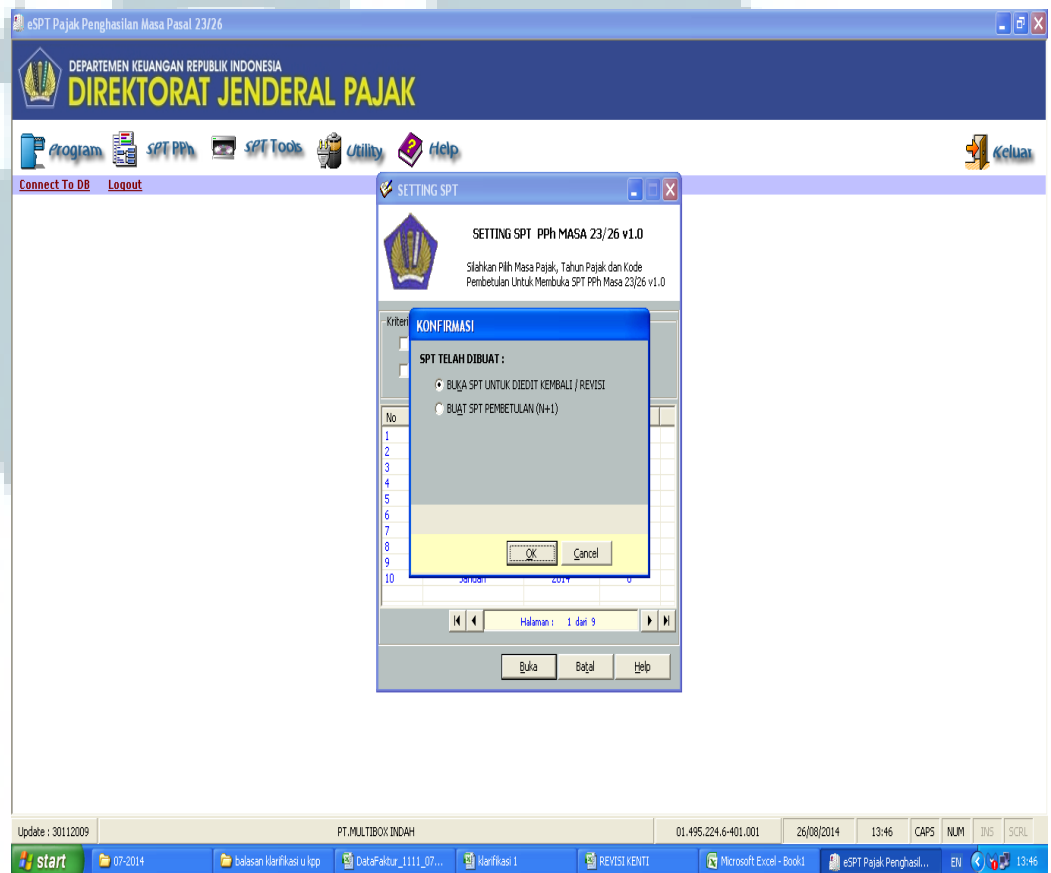 eSPT Pajak Penghasilan Masa Pasal 23/26
DEPARTEMEN KEUANGAN REPUBLIK INDONESIA
DIREKTORAT JENDERAL PAJAK
Program SPT PPh SPT Tools Utility Help Keluar
Connect To DB Logout
SETTING SPT
SETTING SPT PPh MASA 23/26 v1.0
Silahkan Pilih Masa Pajak, Tahun Pajak dan Kode
Pembetulan Untuk Membuka SPT PPh Masa 23/26 v1.0
KONFIRMASI
SPT TELAH DIBUAT :
BUKA SPT UNTUK DIEDIT KEMBALI / REVISI
BUAT SPT PEMBETULAN (N+1)
No
1
2
3
4
5
6
7
8
OK Cancel
9
10 Januari 2014 0
Halaman : 1 dari 9
Buka Batal Help
Update : 30112009 PT.MULTIBOX INDAH 01.495.224.6-401.001 26/08/2014 13:46 CAPS NUM INS SCRL
start 07-2014 balasan klarifikasi u kpp DataFaktur_1111_07... klarifikasi 1 REVISI KENTI Microsoft Excel - Book1 eSPT Pajak Penghasil... EN 13:46